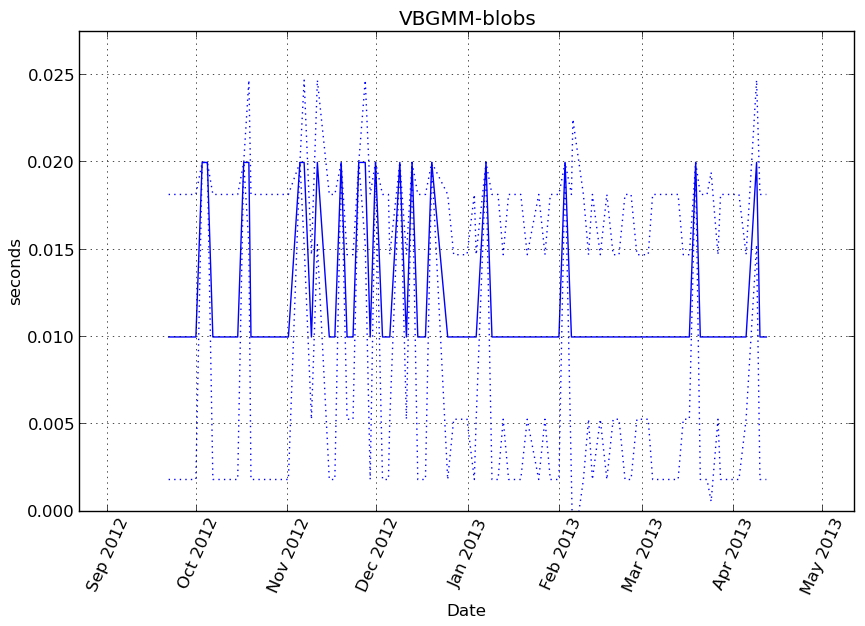 VBGMM-blobs
0.025
0.020
0.015
0.010
0.005
0.000
seconds
Sep 2012
Oct 2012
Nov 2012
Dec 2012
Jan 2013
Feb 2013
Mar 2013
Apr 2013
May 2013
Date